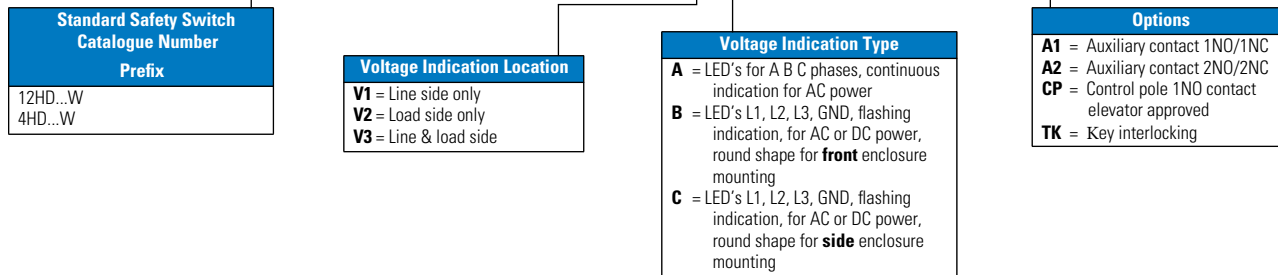 Standard Safety Switch
Catalogue Number
Prefix
12HD...W
4HD...W
Voltage Indication Location
V1 = Line side only
V2 = Load side only
V3 = Line & load side
Voltage Indication Type
A = LED's for A B C phases, continuous
indication for AC power
B = LED's L1, L2, L3, GND, flashing
indication, for AC or DC power,
round shape for front enclosure
mounting
C = LED's L1, L2, L3, GND, flashing
indication, for AC or DC power,
round shape for side enclosure
mounting
Options
A1 = Auxiliary contact 1NO/1NC
A2 = Auxiliary contact 2NO/2NC
CP = Control pole 1NO contact
elevator approved
TK = Key interlocking